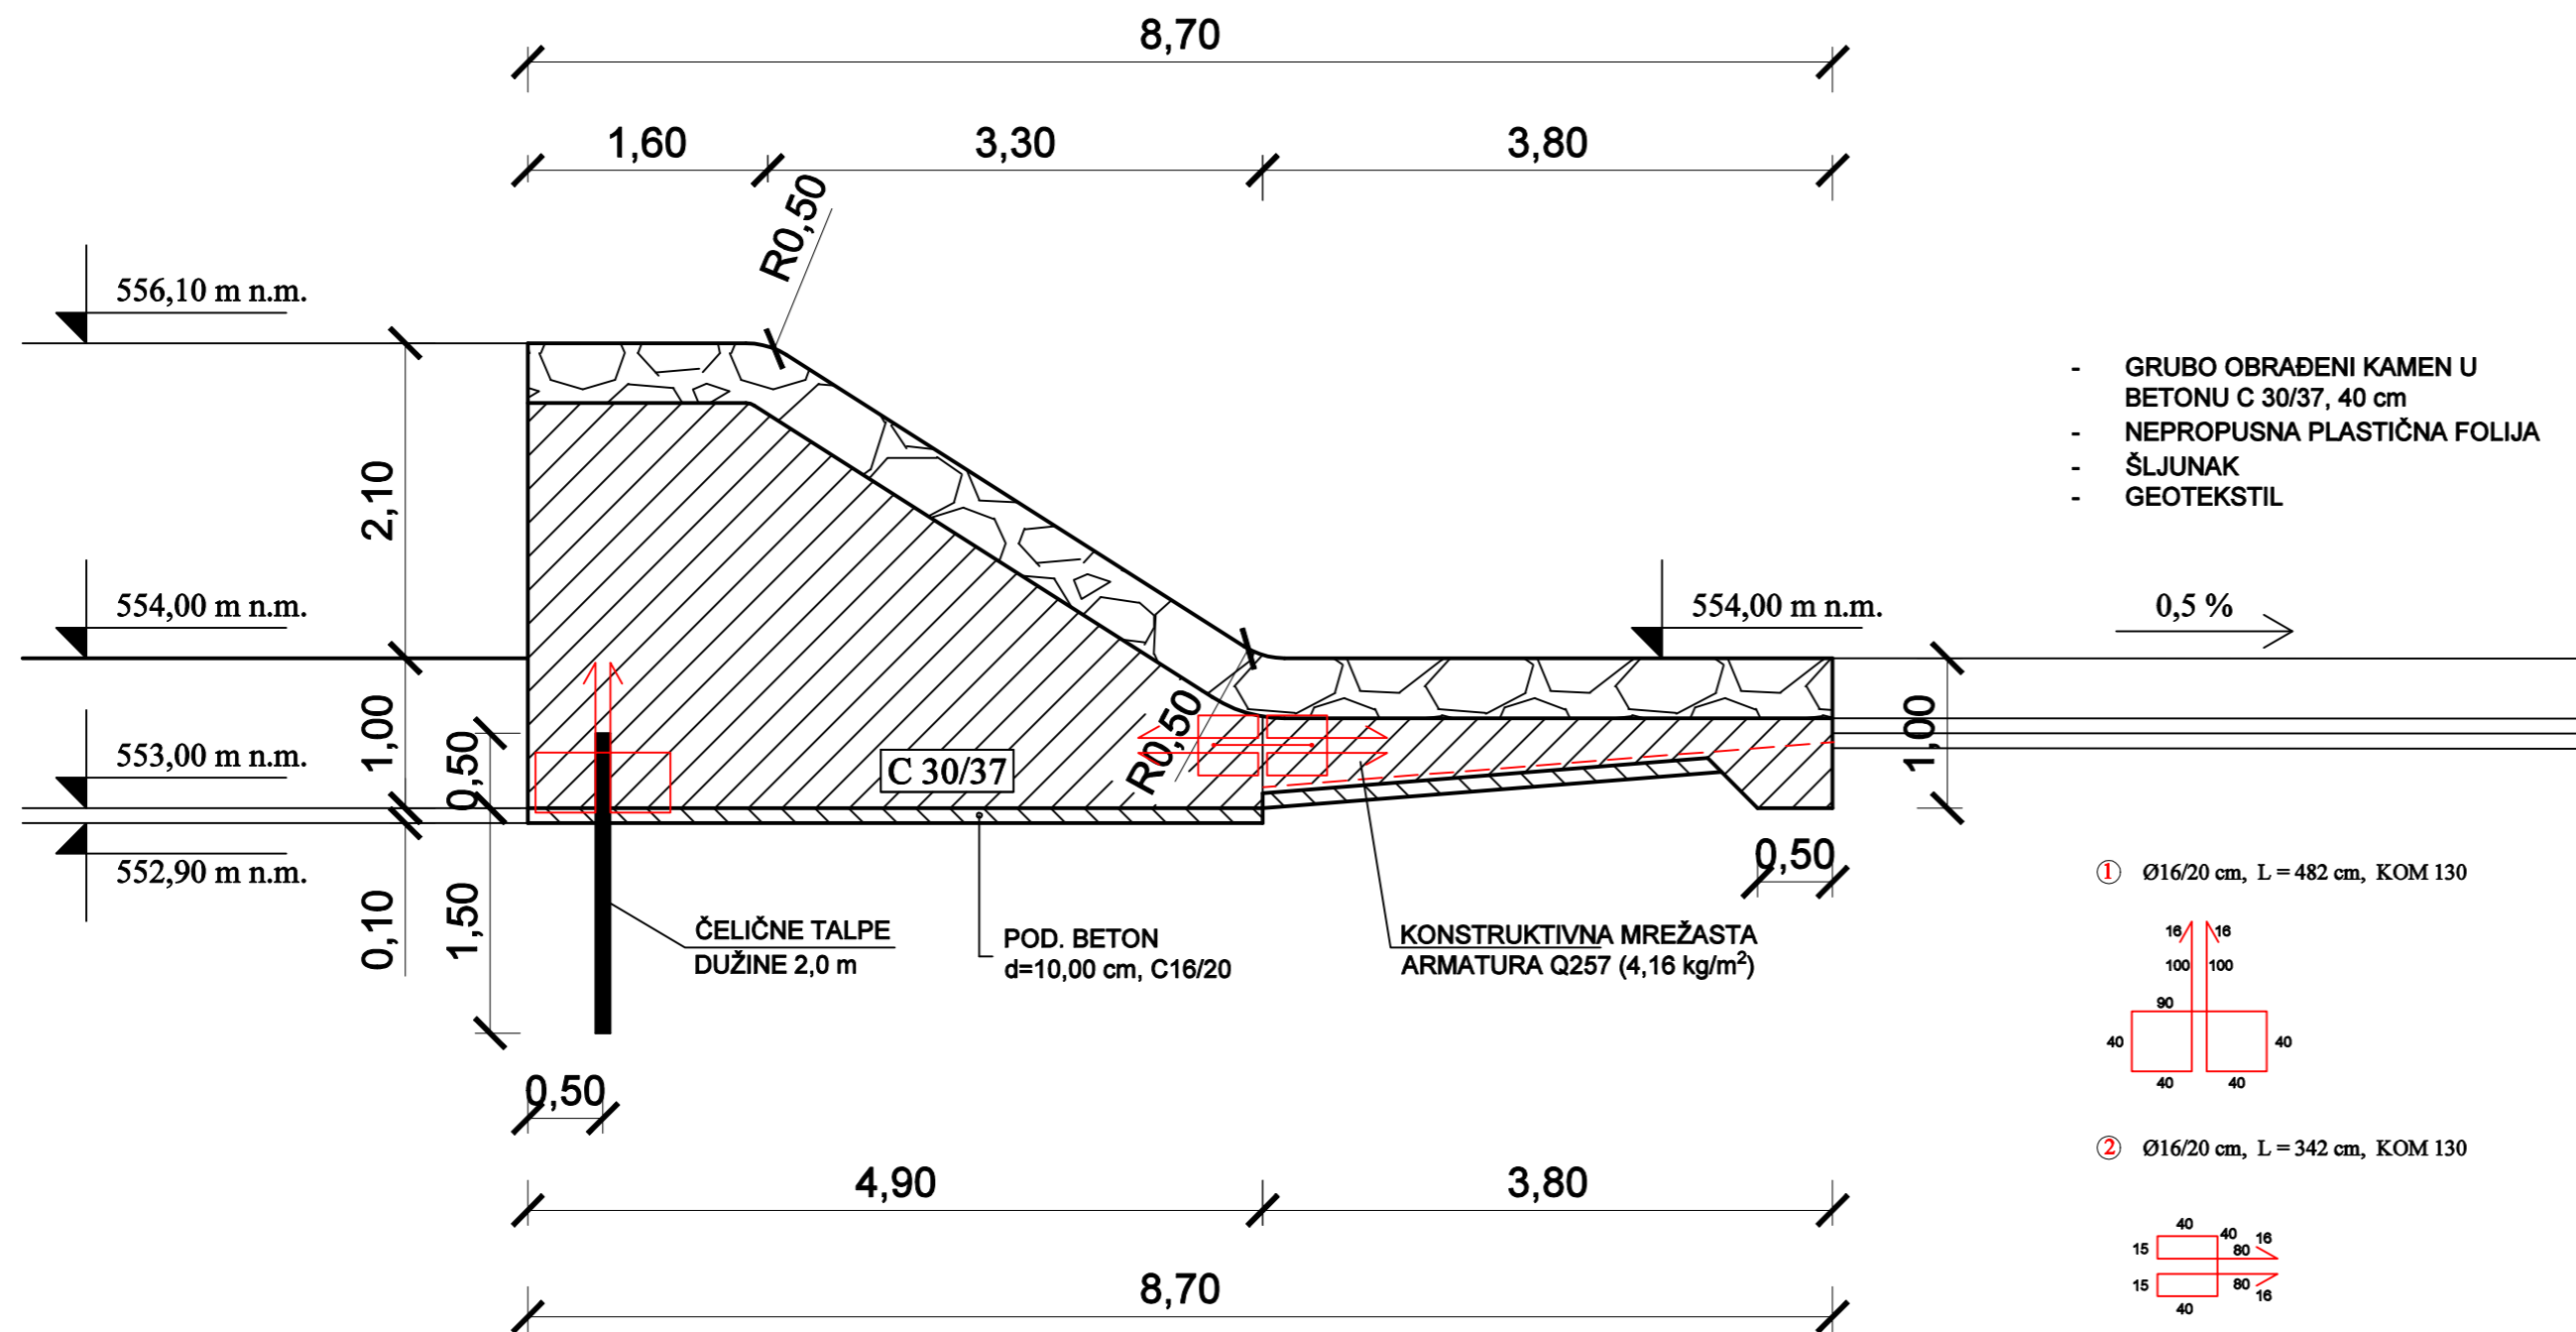 8,70
1,60
3,30
3,80
R0,50
556,10 m n.m.
2,10
- GRUBO OBRAĐENI KAMEN U
BETONU C 30/37, 40 cm
- NEPROPUSNA PLASTIČNA FOLIJA
- ŠLJUNAK
- GEOTEKSTIL
554,00 m n.m.
554,00 m n.m.
0,5 %
1,00
553,00 m n.m.
0,50
C 30/37
R0,50
1,00
552,90 m n.m.
0,10
1,50
0,50
ČELIČNE TALPE
DUŽINE 2,0 m
POD. BETON
d=10,00 cm, C16/20
KONSTRUKTIVNA MREŽASTA
ARMATURA Q257 (4,16 kg/m²)
1 Ø16/20 cm, L = 482 cm, KOM 130
16 16
100 100
90
40 40
40 40
0,50
2 Ø16/20 cm, L = 342 cm, KOM 130
4,90
3,80
40
40 16
15 80
15 80
16
40
8,70